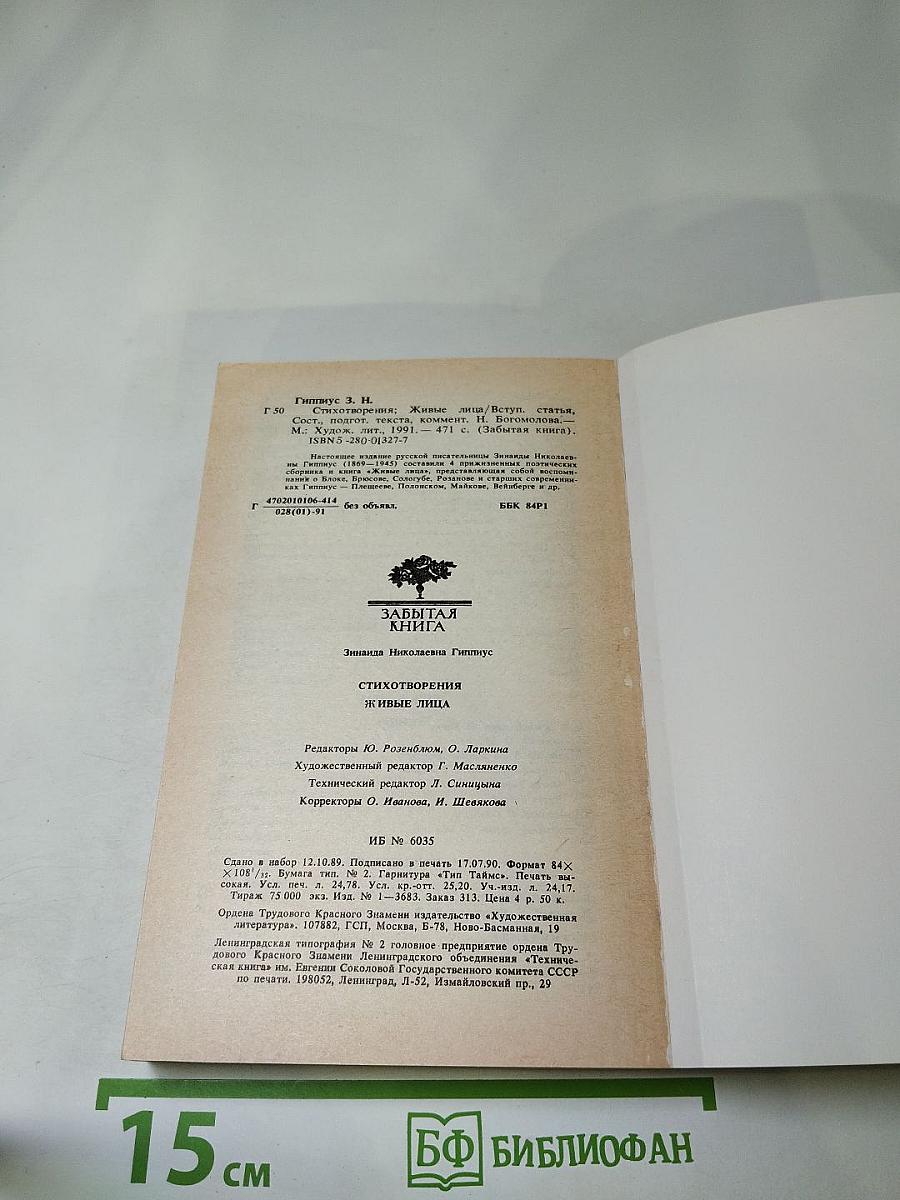 Гиппиус З. Н.
Г 50 Стихотворения; Живые лица/Вступ. статья,
Сост., подгот. текста, коммент. Н. Богомолова.—
М.: Худож. лит., 1991. — 471 с. (Забытая книга).
ISBN 5-280-01327-7
Настоящее издание русской писательницы Зинаиды Николаев-
ны Гиппиус (1869—1945) составили 4 прижизненных поэтических
сборника и книга «Живые лица», представляющая собой воспоми-
нания о Блоке, Брюсове, Сологубе, Розанове и старших современни-
ках Гиппиус — Плещееве, Полонском, Майкове, Вейнберге и др.
Г 4702010106-414 без объявл. ББК 84Р1
028(01)-91
ЗАБЫТАЯ
КНИГА
Зинаида Николаевна Гиппиус
СТИХОТВОРЕНИЯ
ЖИВЫЕ ЛИЦА
Редакторы Ю. Розенблюм, О. Ларкина
Художественный редактор Г. Масляненко
Технический редактор Л. Синицына
Корректоры О. Иванова, И. Шевякова
ИБ № 6035
Сдано в набор 12.10.89. Подписано в печать 17.07.90. Формат 84×
×108¹/₃₂. Бумага тип. № 2. Гарнитура «Тип Таймс». Печать вы-
сокая. Усл. печ. л. 24,78. Усл. кр.-отт. 25,20. Уч.-изд. л. 24,17.
Тираж 75 000 экз. Изд. № 1—3683. Заказ 313. Цена 4 р. 50 к.
Ордена Трудового Красного Знамени издательство «Художественная
литература». 107882, ГСП, Москва, Б-78, Ново-Басманная, 19
Ленинградская типография № 2 головное предприятие ордена Тру-
дового Красного Знамени Ленинградского объединения «Техниче-
ская книга» им. Евгении Соколовой Государственного комитета СССР
по печати. 198052, Ленинград, Л-52, Измайловский пр., 29
15 см БФ БИБЛИОФАН